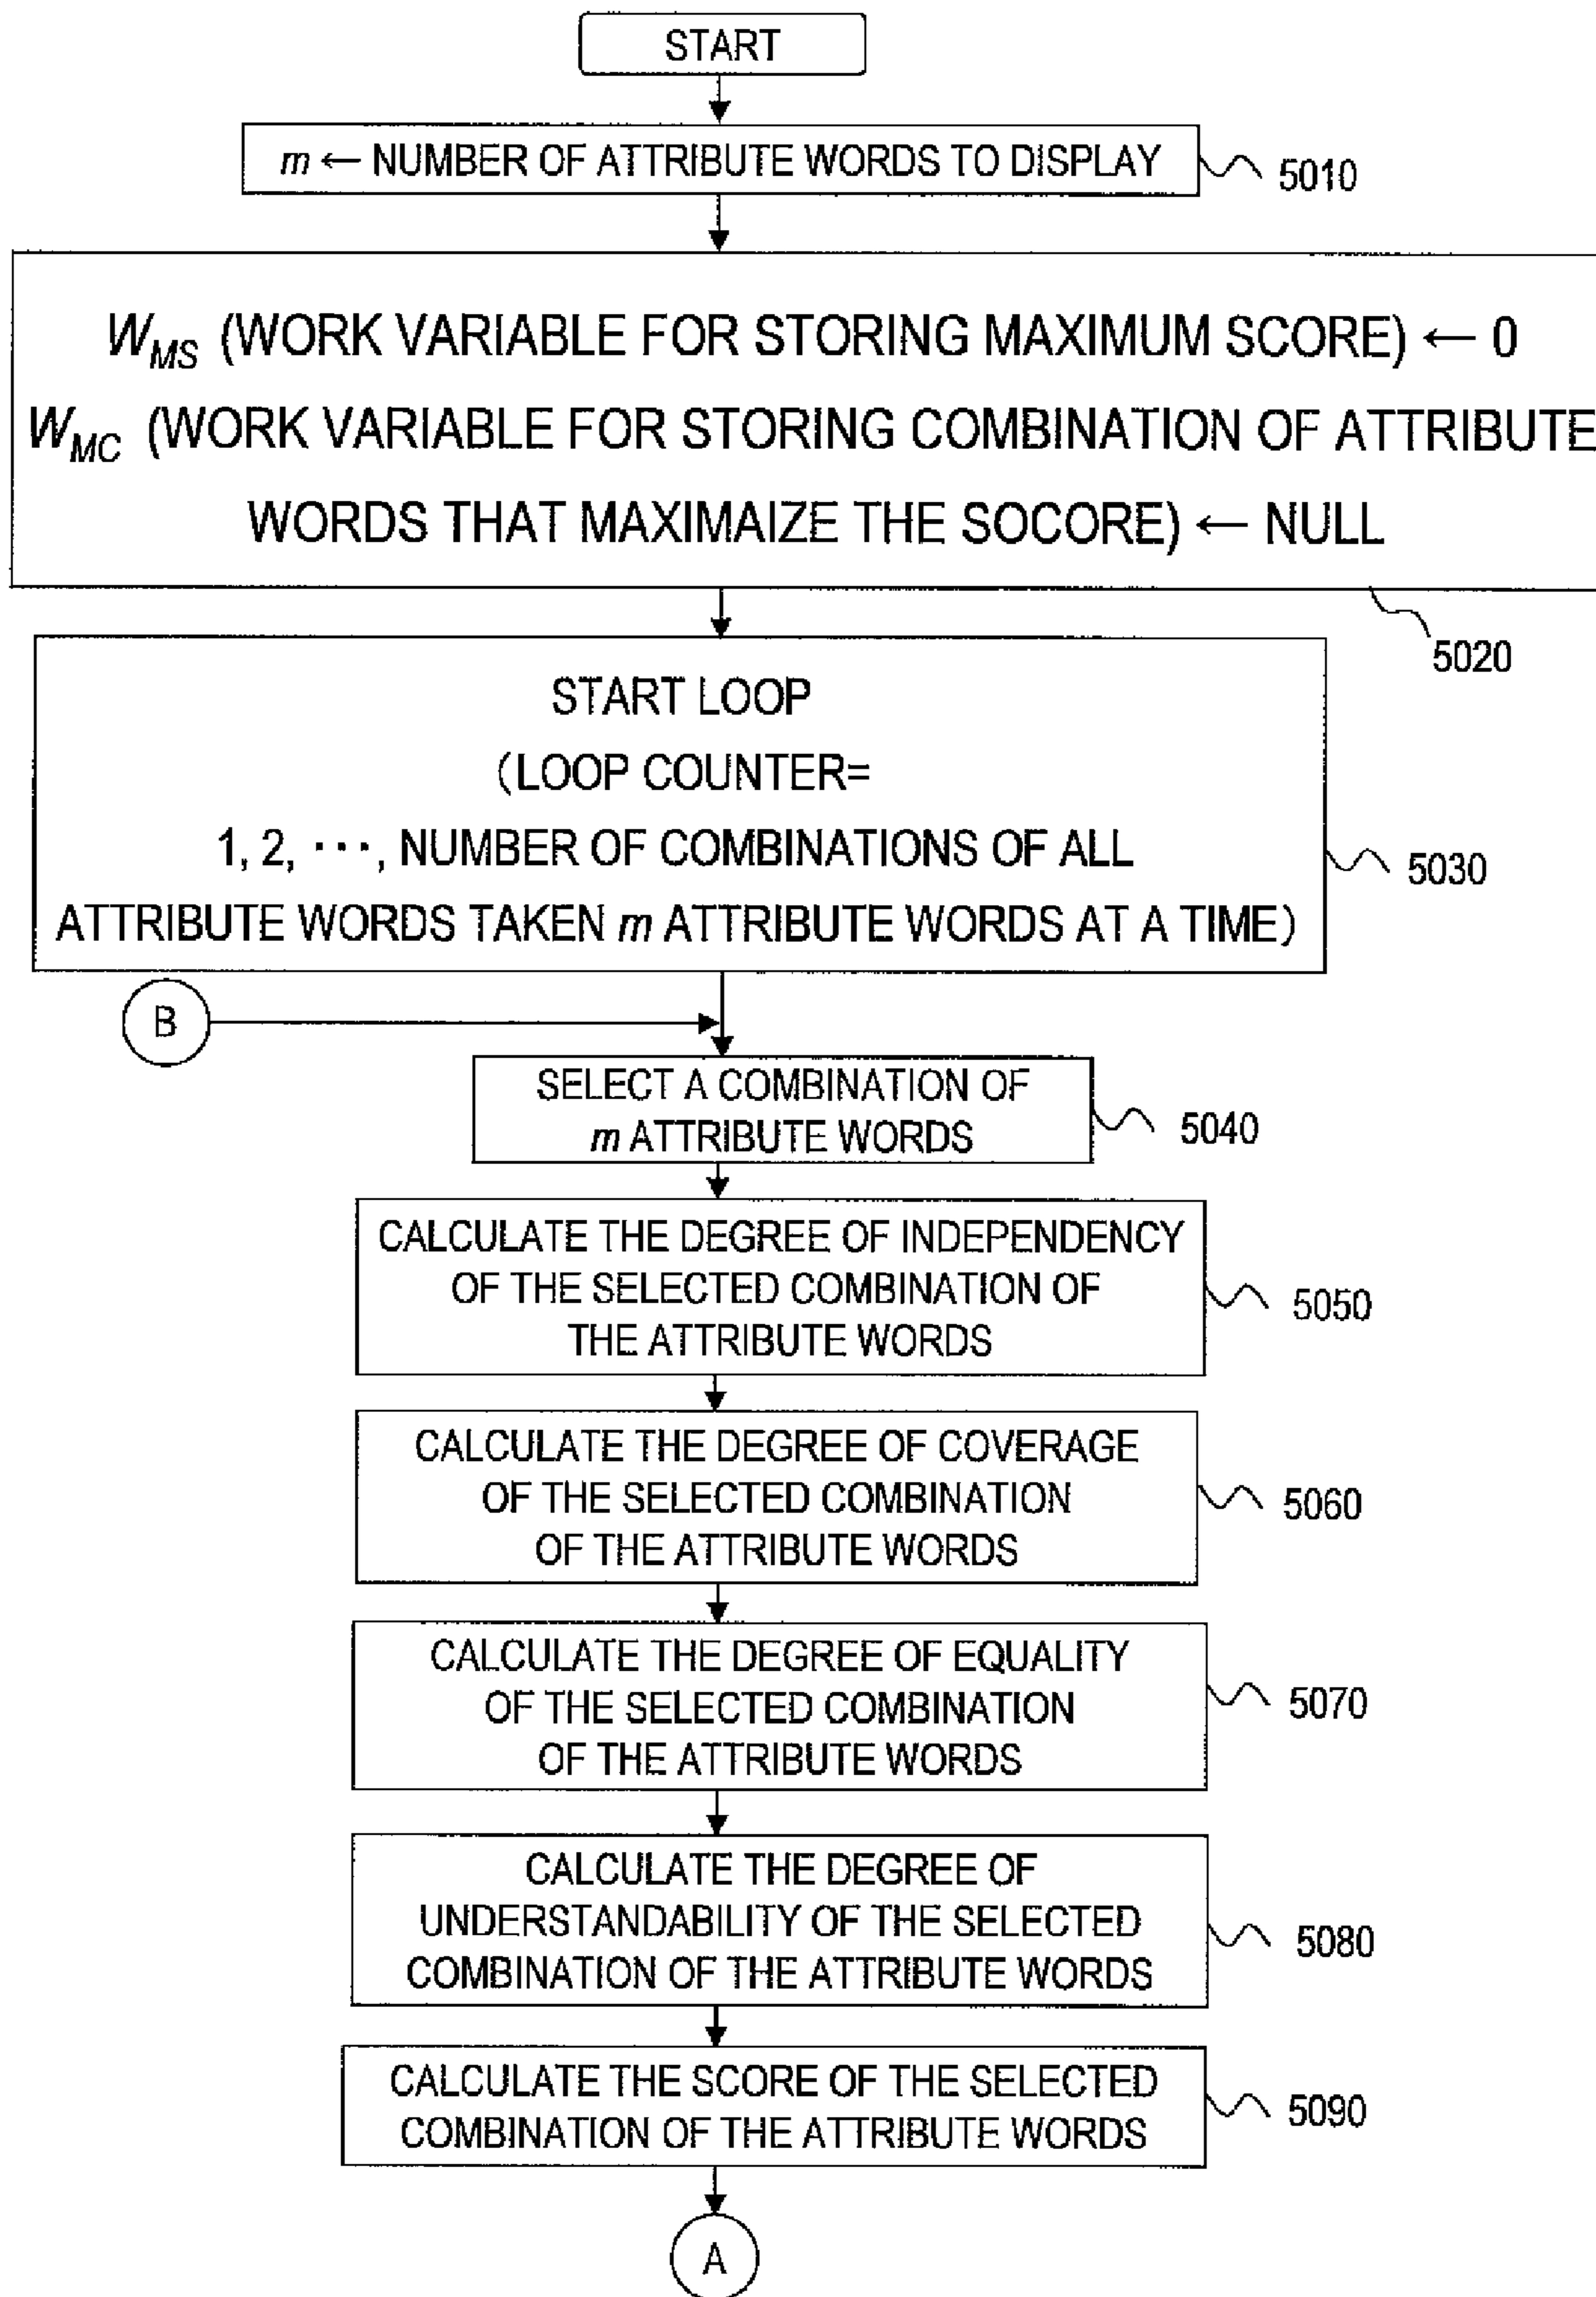 START
m ← NUMBER OF ATTRIBUTE WORDS TO DISPLAY
5010
W_MS (WORK VARIABLE FOR STORING MAXIMUM SCORE) ← 0
W_MC (WORK VARIABLE FOR STORING COMBINATION OF ATTRIBUTE
WORDS THAT MAXIMAIZE THE SOCORE) ← NULL
5020
START LOOP
(LOOP COUNTER=
1, 2, ···, NUMBER OF COMBINATIONS OF ALL
ATTRIBUTE WORDS TAKEN m ATTRIBUTE WORDS AT A TIME)
5030
B
SELECT A COMBINATION OF
m ATTRIBUTE WORDS
5040
CALCULATE THE DEGREE OF INDEPENDENCY
OF THE SELECTED COMBINATION OF
THE ATTRIBUTE WORDS
5050
CALCULATE THE DEGREE OF COVERAGE
OF THE SELECTED COMBINATION
OF THE ATTRIBUTE WORDS
5060
CALCULATE THE DEGREE OF EQUALITY
OF THE SELECTED COMBINATION
OF THE ATTRIBUTE WORDS
5070
CALCULATE THE DEGREE OF
UNDERSTANDABILITY OF THE SELECTED
COMBINATION OF THE ATTRIBUTE WORDS
5080
CALCULATE THE SCORE OF THE SELECTED
COMBINATION OF THE ATTRIBUTE WORDS
5090
A